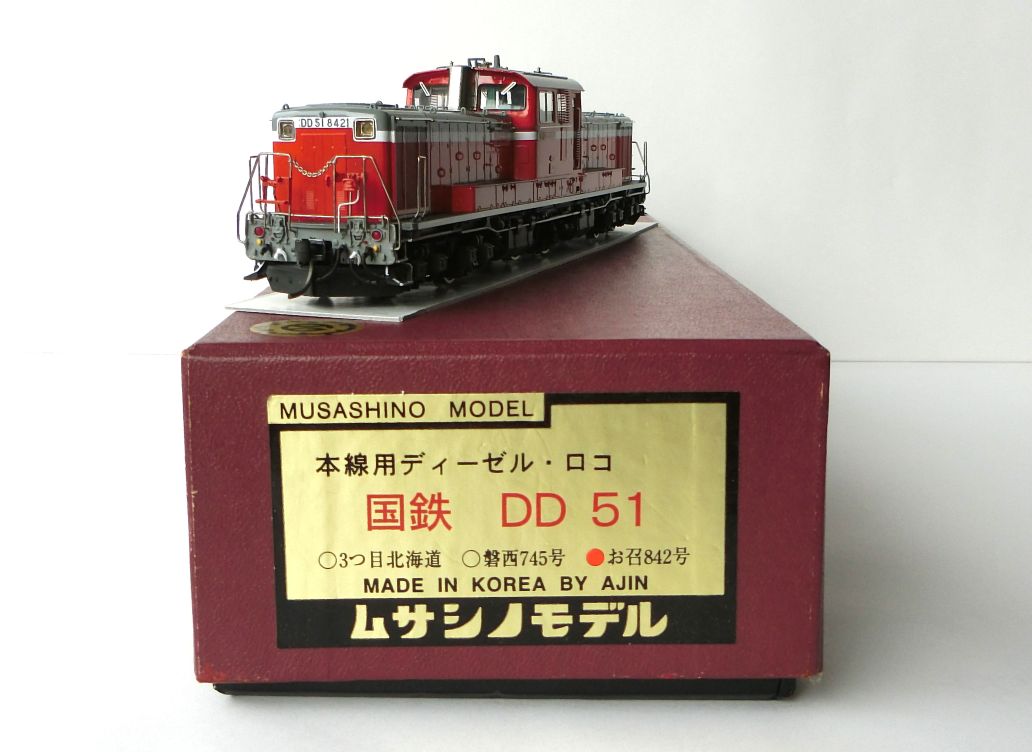 DD 51 842
MUSASHINO MODEL
本線用ディーゼル・ロコ
国鉄 DD 51
○3つ目北海道 ○磐西745号 ●お召842号
MADE IN KOREA BY AJIN
ムサシノモデル